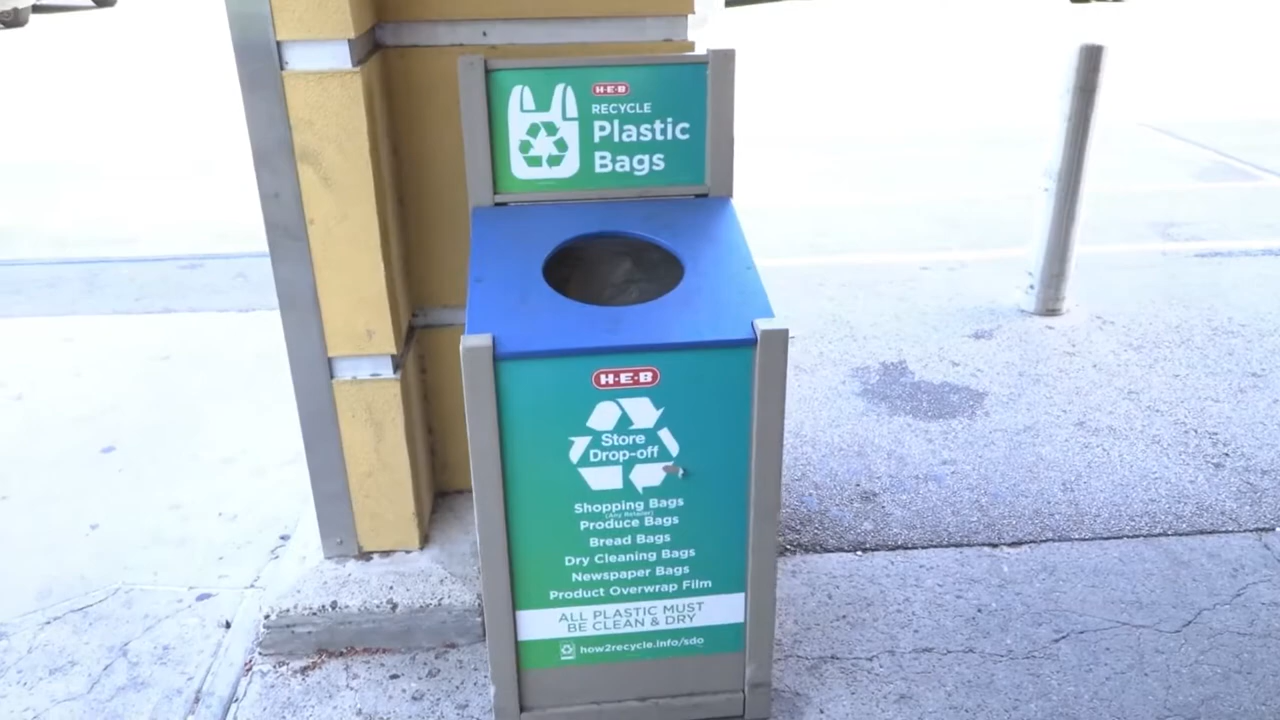 H-E-B
RECYCLE
Plastic
Bags
H-E-B
Store
Drop-off
Shopping Bags
(Any Retailer)
Produce Bags
Bread Bags
Dry Cleaning Bags
Newspaper Bags
Product Overwrap Film
ALL PLASTIC MUST
BE CLEAN & DRY
how2recycle.info/sdo